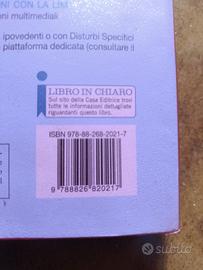 NI CON LA LIM
oni multimediali
ipovedenti o con Disturbi Specifici
piattaforma dedicata (consultare il
i
LIBRO IN CHIARO
Sul sito della Casa Editrice trovi
tutte le informazioni dettagliate
riguardanti questo libro.
ISBN 978-88-268-2021-7
9 788826 820217
subito